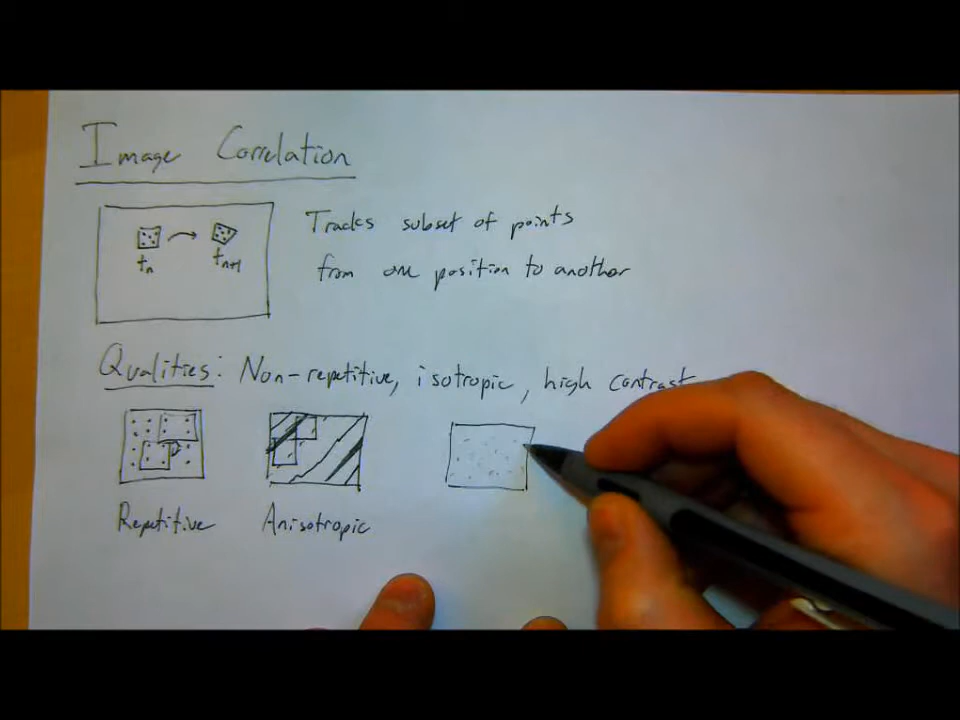 Image Correlation
tn
tn+1
Tracks subset of points
from one position to another
Qualities: Non-repetitive, isotropic, high contrast
Repetitive
Anisotropic